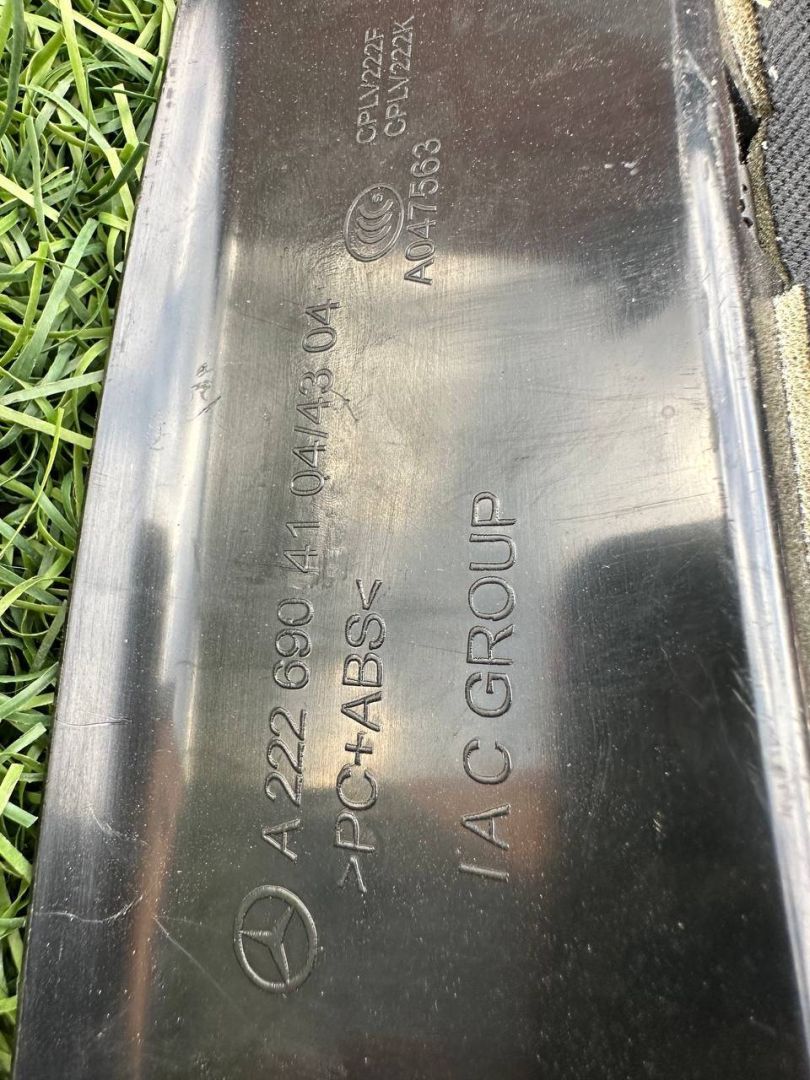 A 222 690 41 04/43 04
>PC+ABS<
I A C GROUP
CPLV222F
CPLV222K
A047563